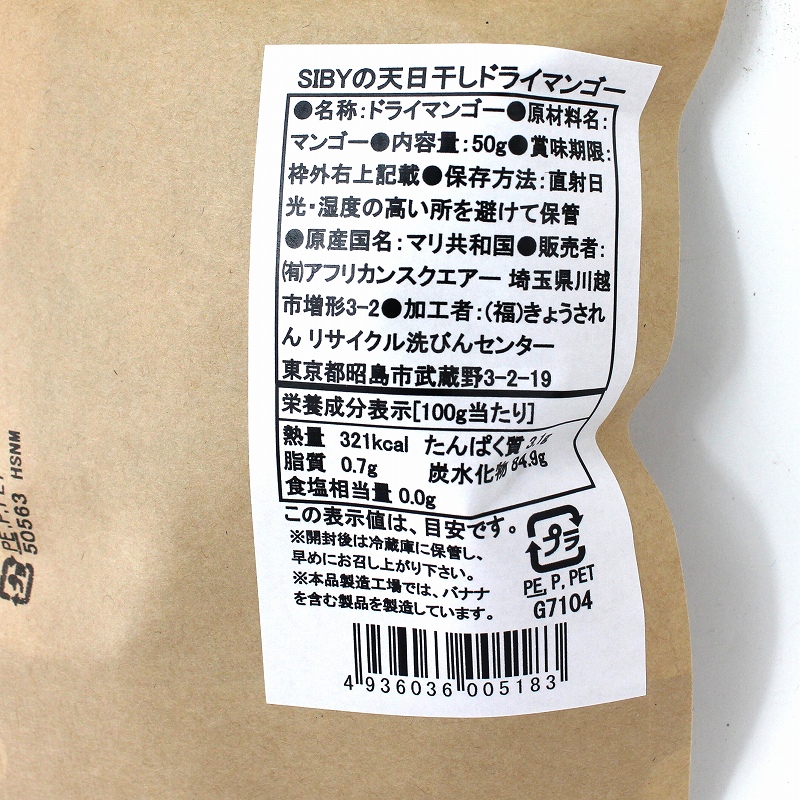 SIBYの天日干しドライマンゴー
●名称:ドライマンゴー●原材料名:
マンゴー●内容量:50g●賞味期限:
枠外右上記載●保存方法:直射日
光・湿度の高い所を避けて保管
●原産国名:マリ共和国●販売者:
㈲アフリカンスクエアー 埼玉県川越
市増形3-2●加工者:(福)きょうされ
ん リサイクル洗びんセンター
東京都昭島市武蔵野3-2-19
栄養成分表示[100g当たり]
熱量 321kcal たんぱく質 3.1g
脂質 0.7g 炭水化物 84.9g
食塩相当量 0.0g
この表示値は、目安です。
※開封後は冷蔵庫に保管し、
早めにお召し上がり下さい。
※本品製造工場では、バナナ
を含む製品を製造しています。
プラ
PE, P, PET
G7104
4 936036 005183
PE, P, PET
50563 HSNM